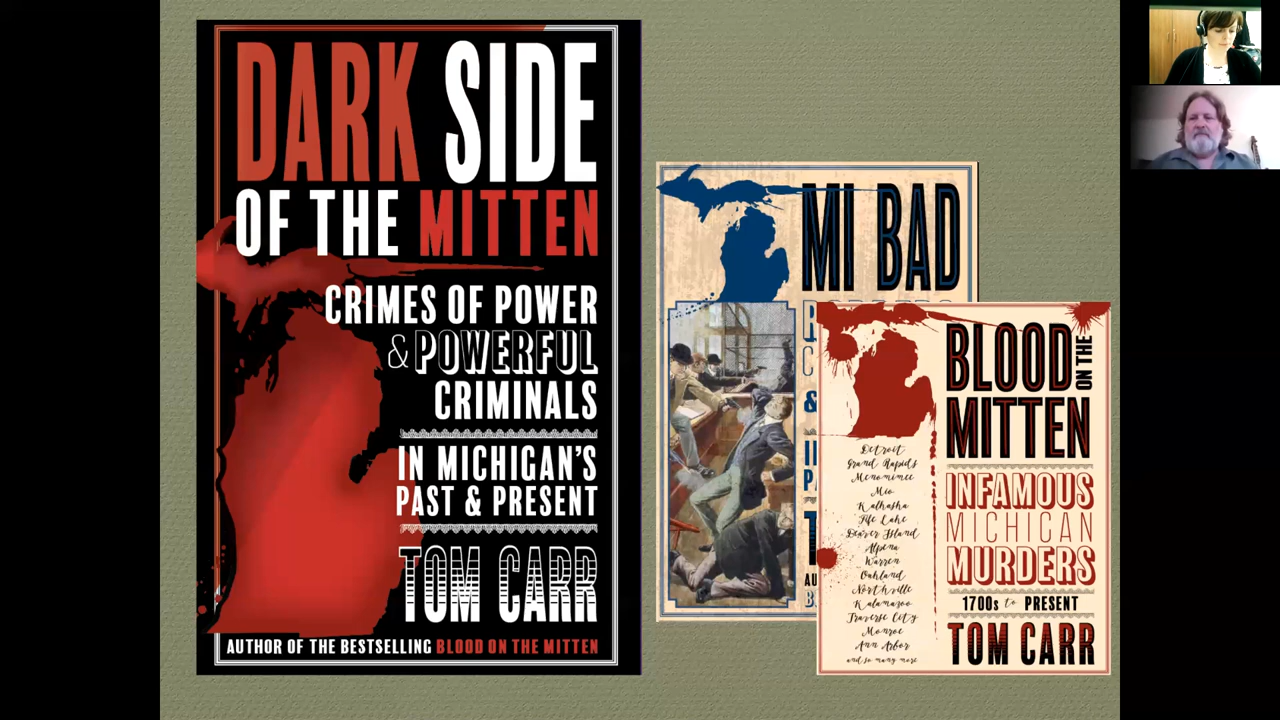 DARK SIDE
OF THE MITTEN
CRIMES OF POWER
& POWERFUL
CRIMINALS
IN MICHIGAN'S
PAST & PRESENT
TOM CARR
AUTHOR OF THE BESTSELLING BLOOD ON THE MITTEN
MI BAD
C
&
BLOOD ON THE
MITTEN
INFAMOUS
MICHIGAN
MURDERS
1700s to PRESENT
TOM CARR
Detroit
Grand Rapids
Menominee
Mio
Kalkaska
Fife Lake
Beaver Island
Alpena
Warren
Oakland
Northville
Kalamazoo
Traverse City
Monroe
Ann Arbor
and so many more